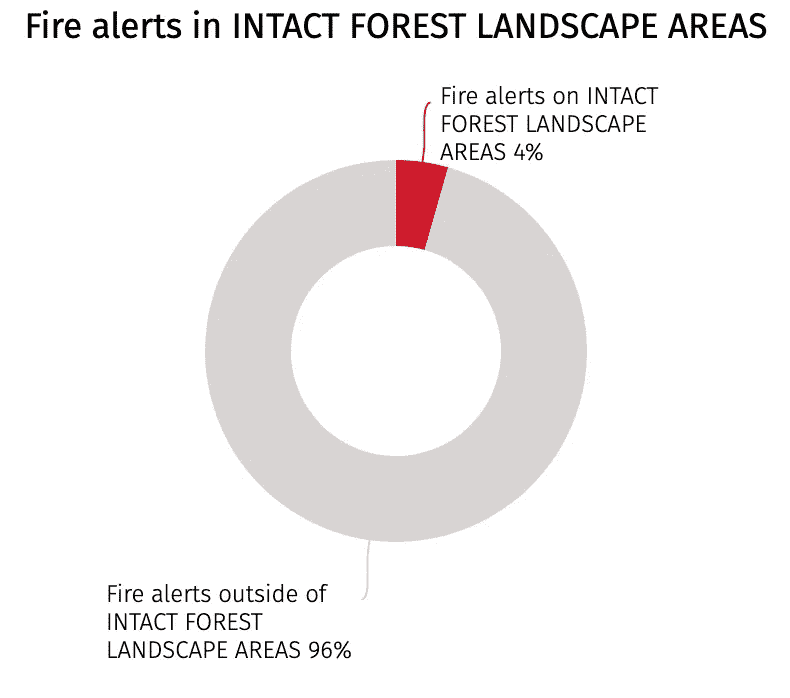 Fire alerts in INTACT FOREST LANDSCAPE AREAS
Fire alerts on INTACT
FOREST LANDSCAPE
AREAS 4%
Fire alerts outside of
INTACT FOREST
LANDSCAPE AREAS 96%